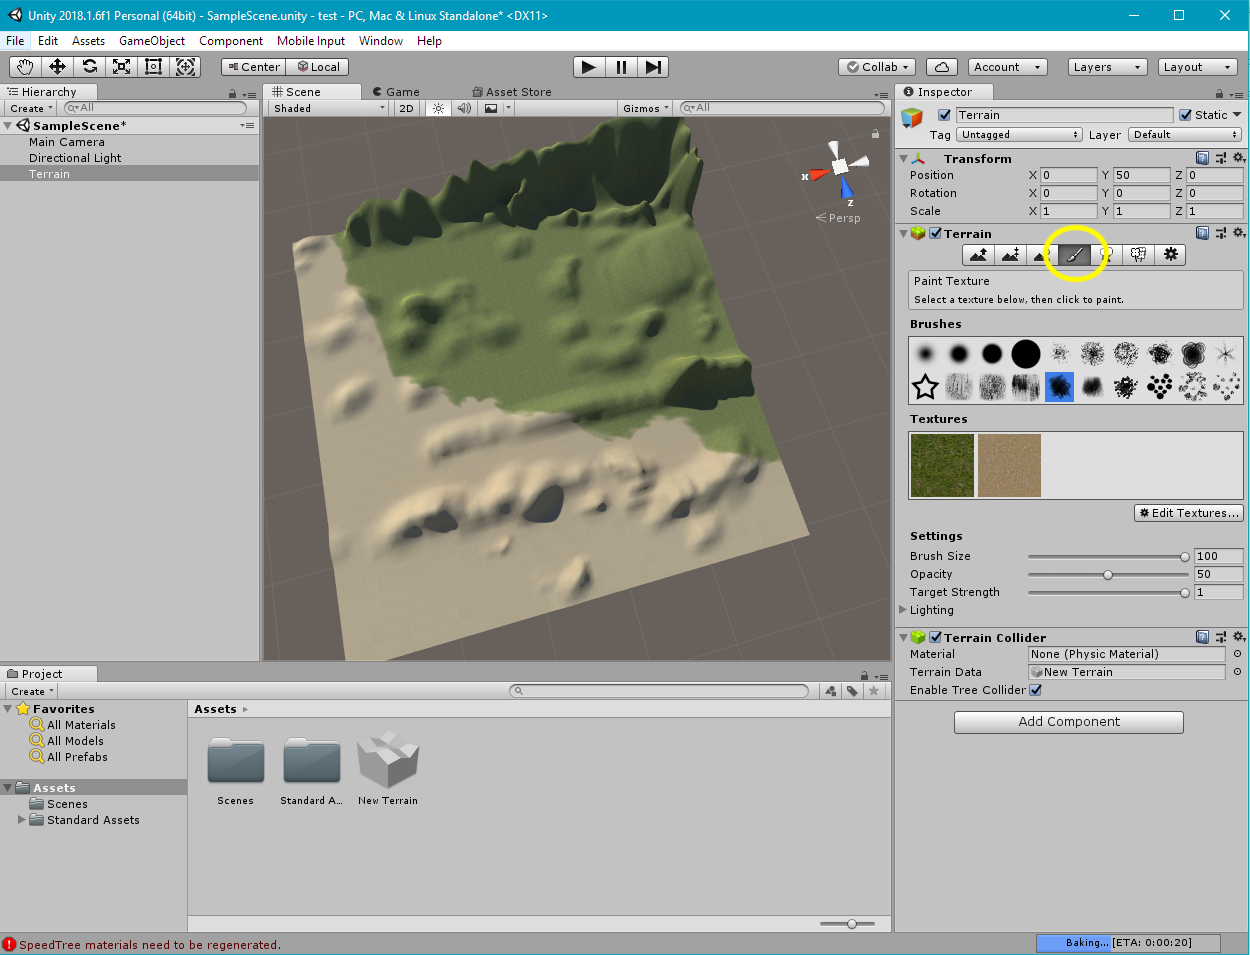 Unity 2018.1.6f1 Personal (64bit) - SampleScene.unity - test - PC, Mac & Linux Standalone* <DX11>
File Edit Assets GameObject Component Mobile Input Window Help
Center Local Collab Account Layers Layout
Hierarchy
Create All
SampleScene*
Main Camera
Directional Light
Terrain
Scene Game Asset Store
Shaded 2D Gizmos All
x
z
Persp
Inspector
Terrain Static
Tag Untagged Layer Default
Transform
Position X 0 Y 50 Z 0
Rotation X 0 Y 0 Z 0
Scale X 1 Y 1 Z 1
Terrain
Paint Texture
Select a texture below, then click to paint.
Brushes
Textures
Edit Textures...
Settings
Brush Size 100
Opacity 50
Target Strength 1
Lighting
Terrain Collider
Material None (Physic Material)
Terrain Data New Terrain
Enable Tree Collider
Add Component
Project
Create
Favorites
All Materials
All Models
All Prefabs
Assets
Scenes
Standard Assets
Assets
Scenes Standard A... New Terrain
SpeedTree materials need to be regenerated.
Baking... [ETA: 0:00:20]